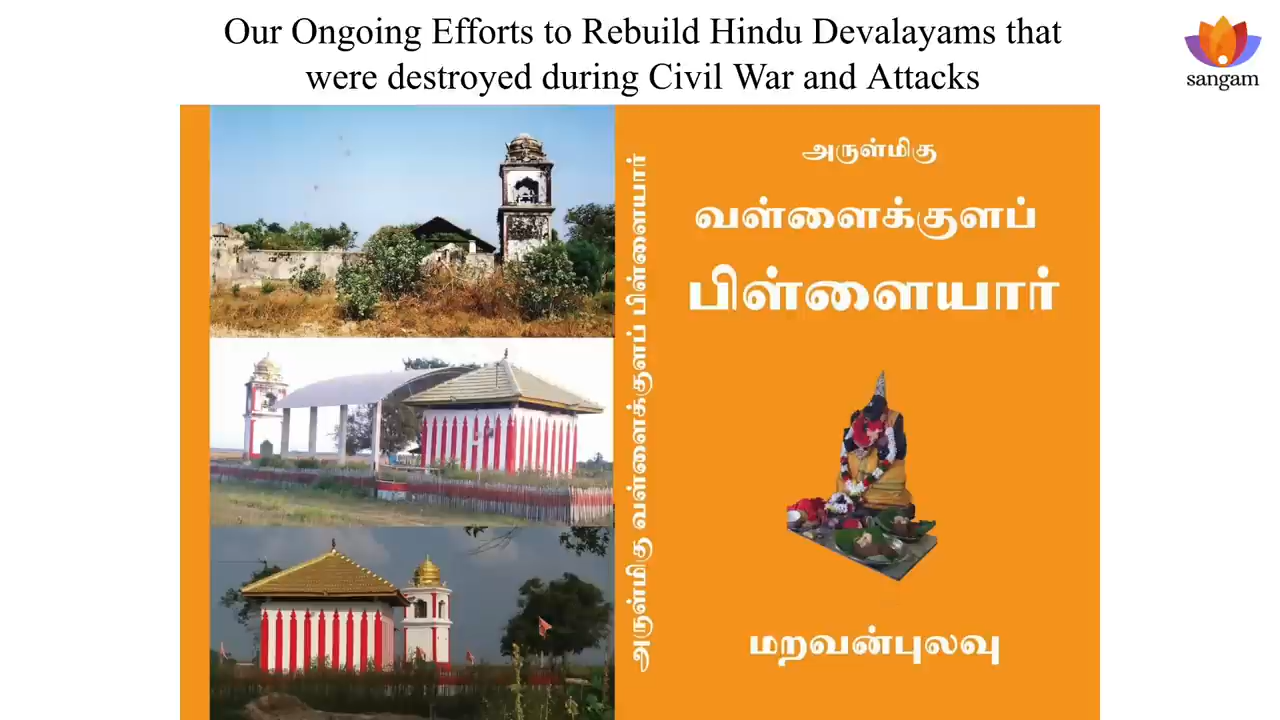 Our Ongoing Efforts to Rebuild Hindu Devalayams that
were destroyed during Civil War and Attacks
sangam
அருள்மிகு வள்ளைக்குளப் பிள்ளையார்
அருள்மிகு
வள்ளைக்குளப்
பிள்ளையார்
மறவன்புலவு